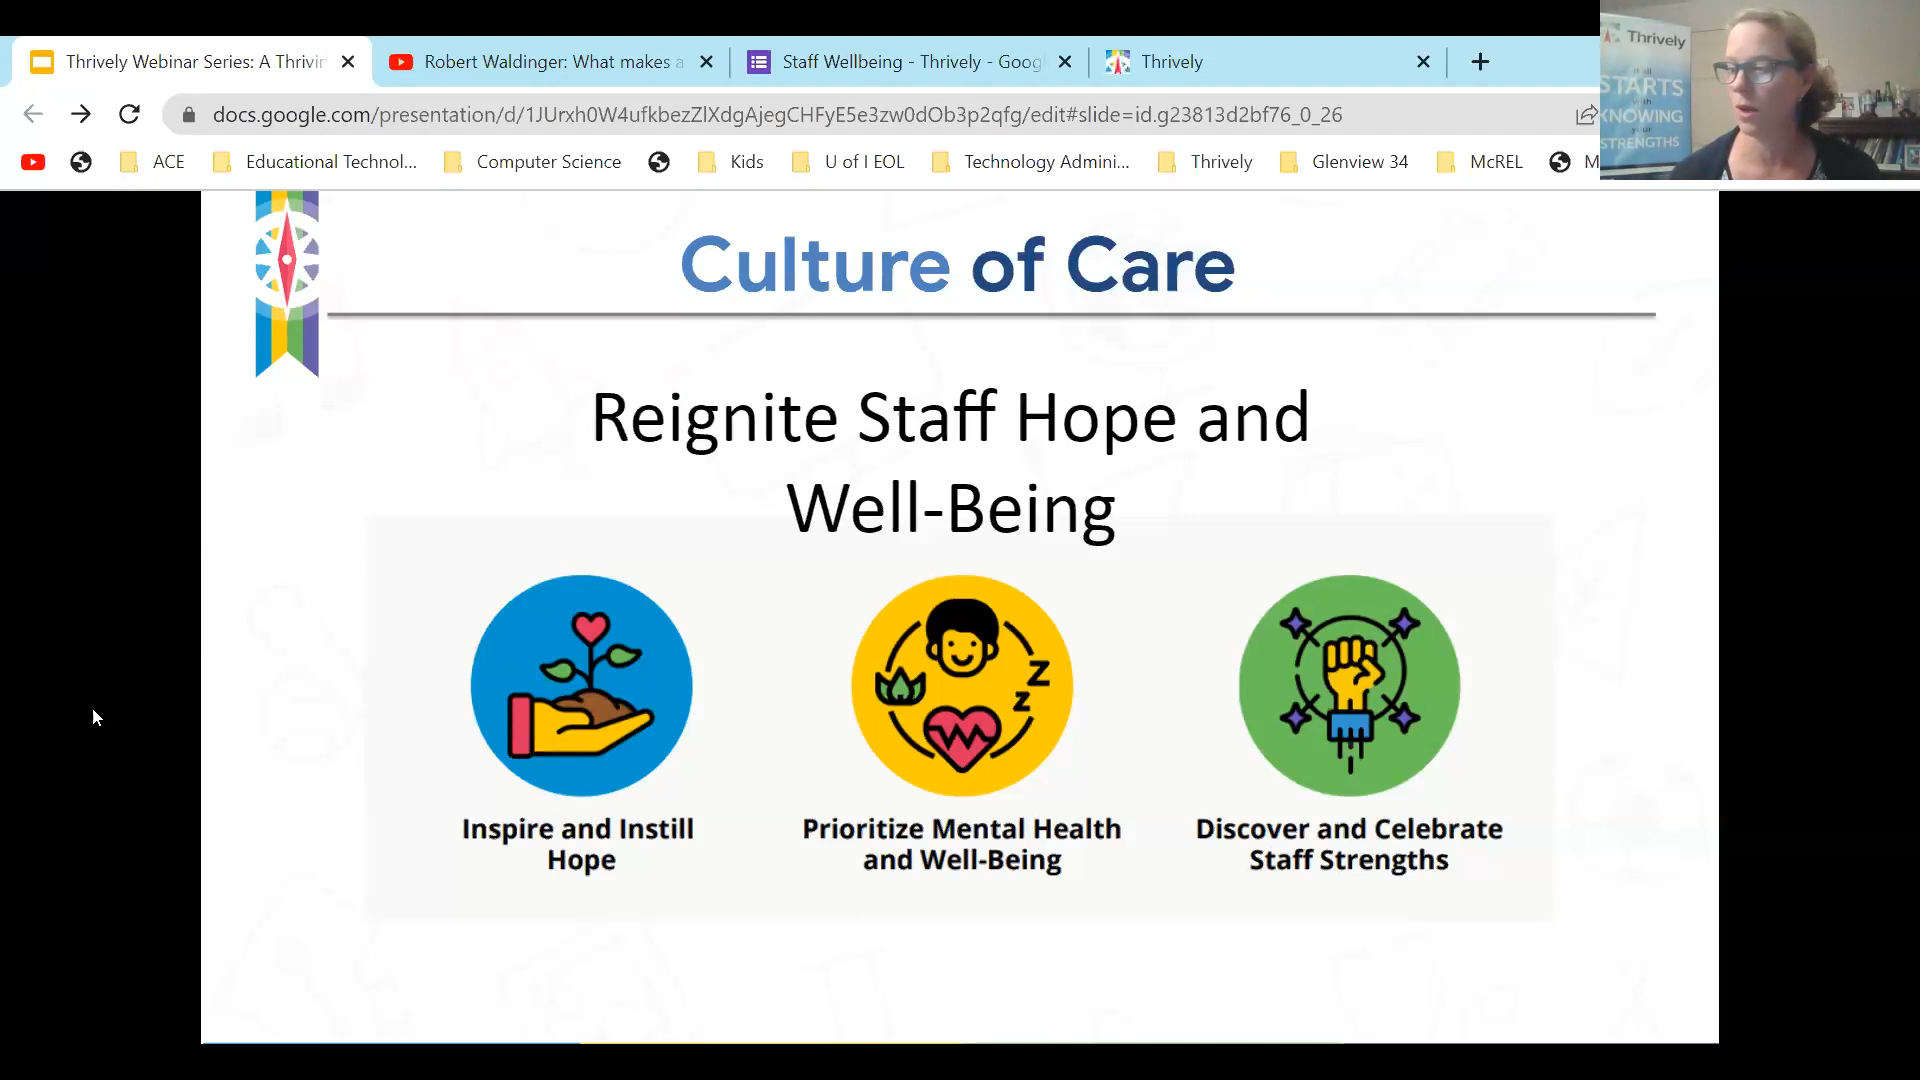 Thrively Webinar Series: A Thrivin
Robert Waldinger: What makes a
Staff Wellbeing - Thrively - Goog
Thrively
docs.google.com/presentation/d/1JUrxh0W4ufkbezZlXdgAjegCHFyE5e3zw0dOb3p2qfg/edit#slide=id.g23813d2bf76_0_26
ACE
Educational Technol...
Computer Science
Kids
U of I EOL
Technology Admini...
Thrively
Glenview 34
McREL
M
Thrively
STARTS
with
KNOWING
your
STRENGTHS
Culture of Care
Reignite Staff Hope and
Well-Being
Z
Z
Inspire and Instill
Hope
Prioritize Mental Health
and Well-Being
Discover and Celebrate
Staff Strengths